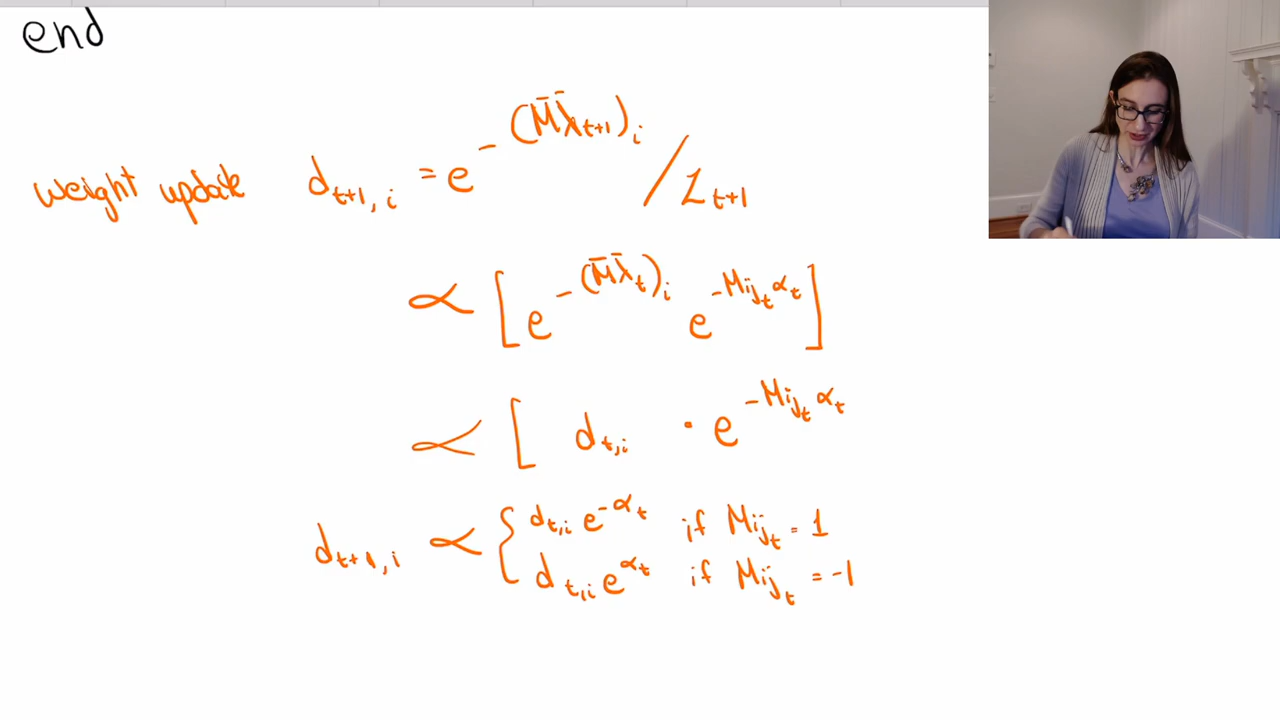 end
weight update d_{t+1,i} = e^{-(M̄λ̄_{t+1})_i} / Z_{t+1}
∝ [ e^{-(M̄λ̄_t)_i} e^{-M_{ij_t} α_t} ]
∝ [ d_{t,i} · e^{-M_{ij_t} α_t}
d_{t+1,i} ∝ { d_{t,i} e^{-α_t} if M_{ij_t} = 1
d_{t,i} e^{α_t} if M_{ij_t} = -1